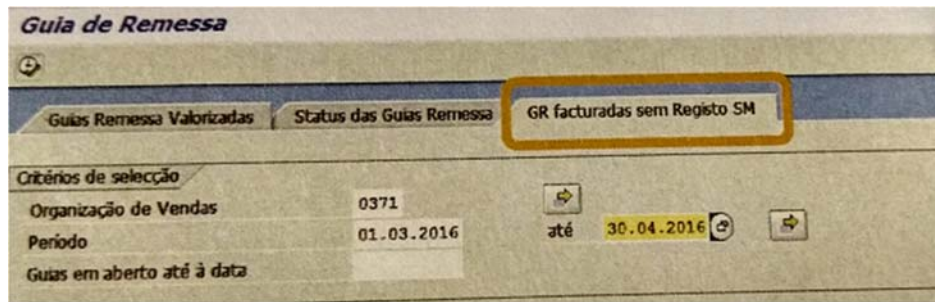 Guia de Remessa
Guias Remessa Valorizadas Status das Guias Remessa GR facturadas sem Registo SM
Critérios de selecção
Organização de Vendas 0371
Período 01.03.2016 até 30.04.2016
Guias em aberto até à data